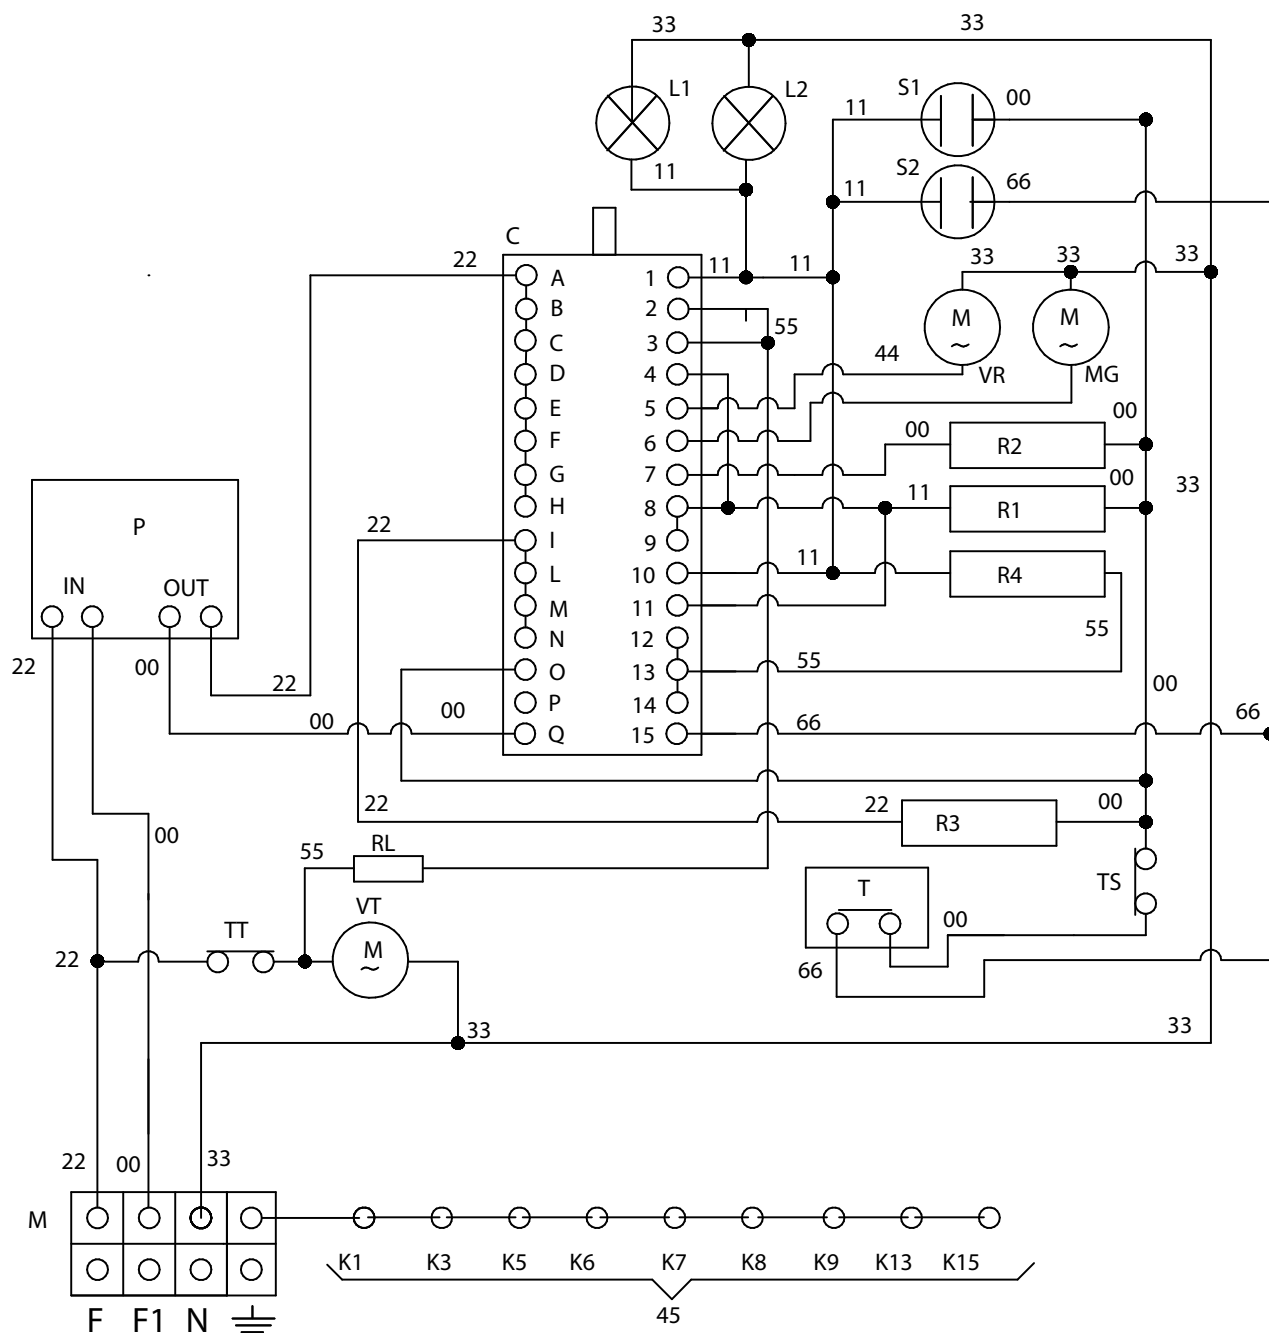 33 33
L1 L2 S1 00
11
11 S2 11 66
C
22 11 11 33 33 33
A 1
B 2
C 3 55
D 4 44 M ~ VR M ~ MG
E 5 00
F 6 00 R2
G 7 00
H 8 11 R1 33
22
I 9
L 10 11 R4
M 11
N 12 55
O 13 55
P 14 00
Q 15 66 66
P
IN OUT
22 00 22
00 00
22 22 R3 00
00
55 RL
T TS
VT
TT M ~ 00
22 66
33 33
22 00 33
M
K1 K3 K5 K6 K7 K8 K9 K13 K15
45
F F1 N